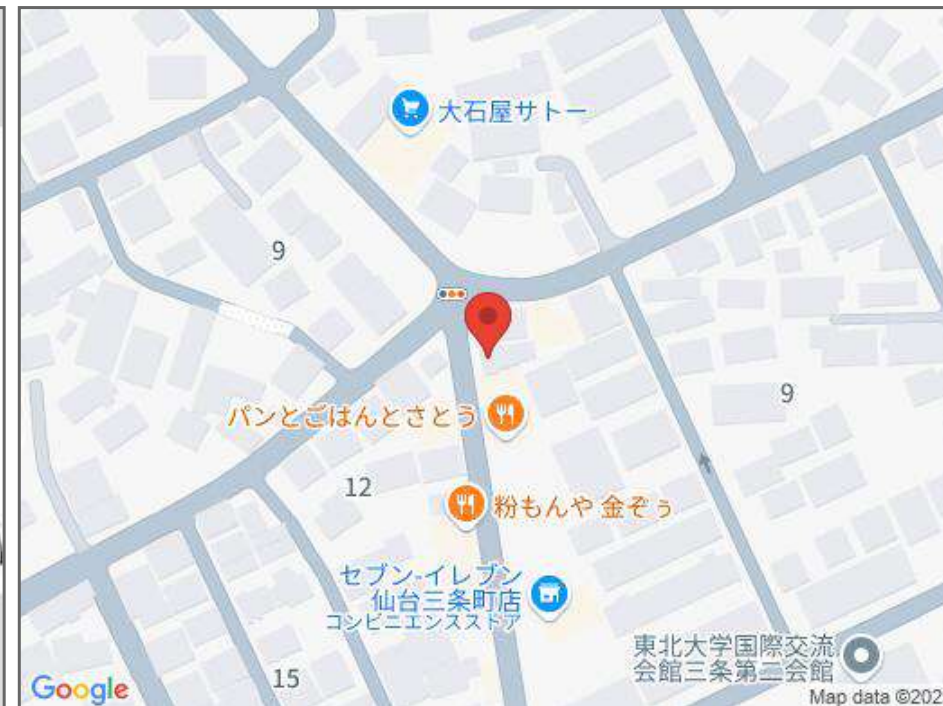 大石屋サトー
9
9
パンとごはんとさとう
12
粉もんや 金ぞぅ
セブン-イレブン
仙台三条町店
コンビニエンスストア
東北大学国際交流
会館三条第二会館
15
Google
Map data ©202